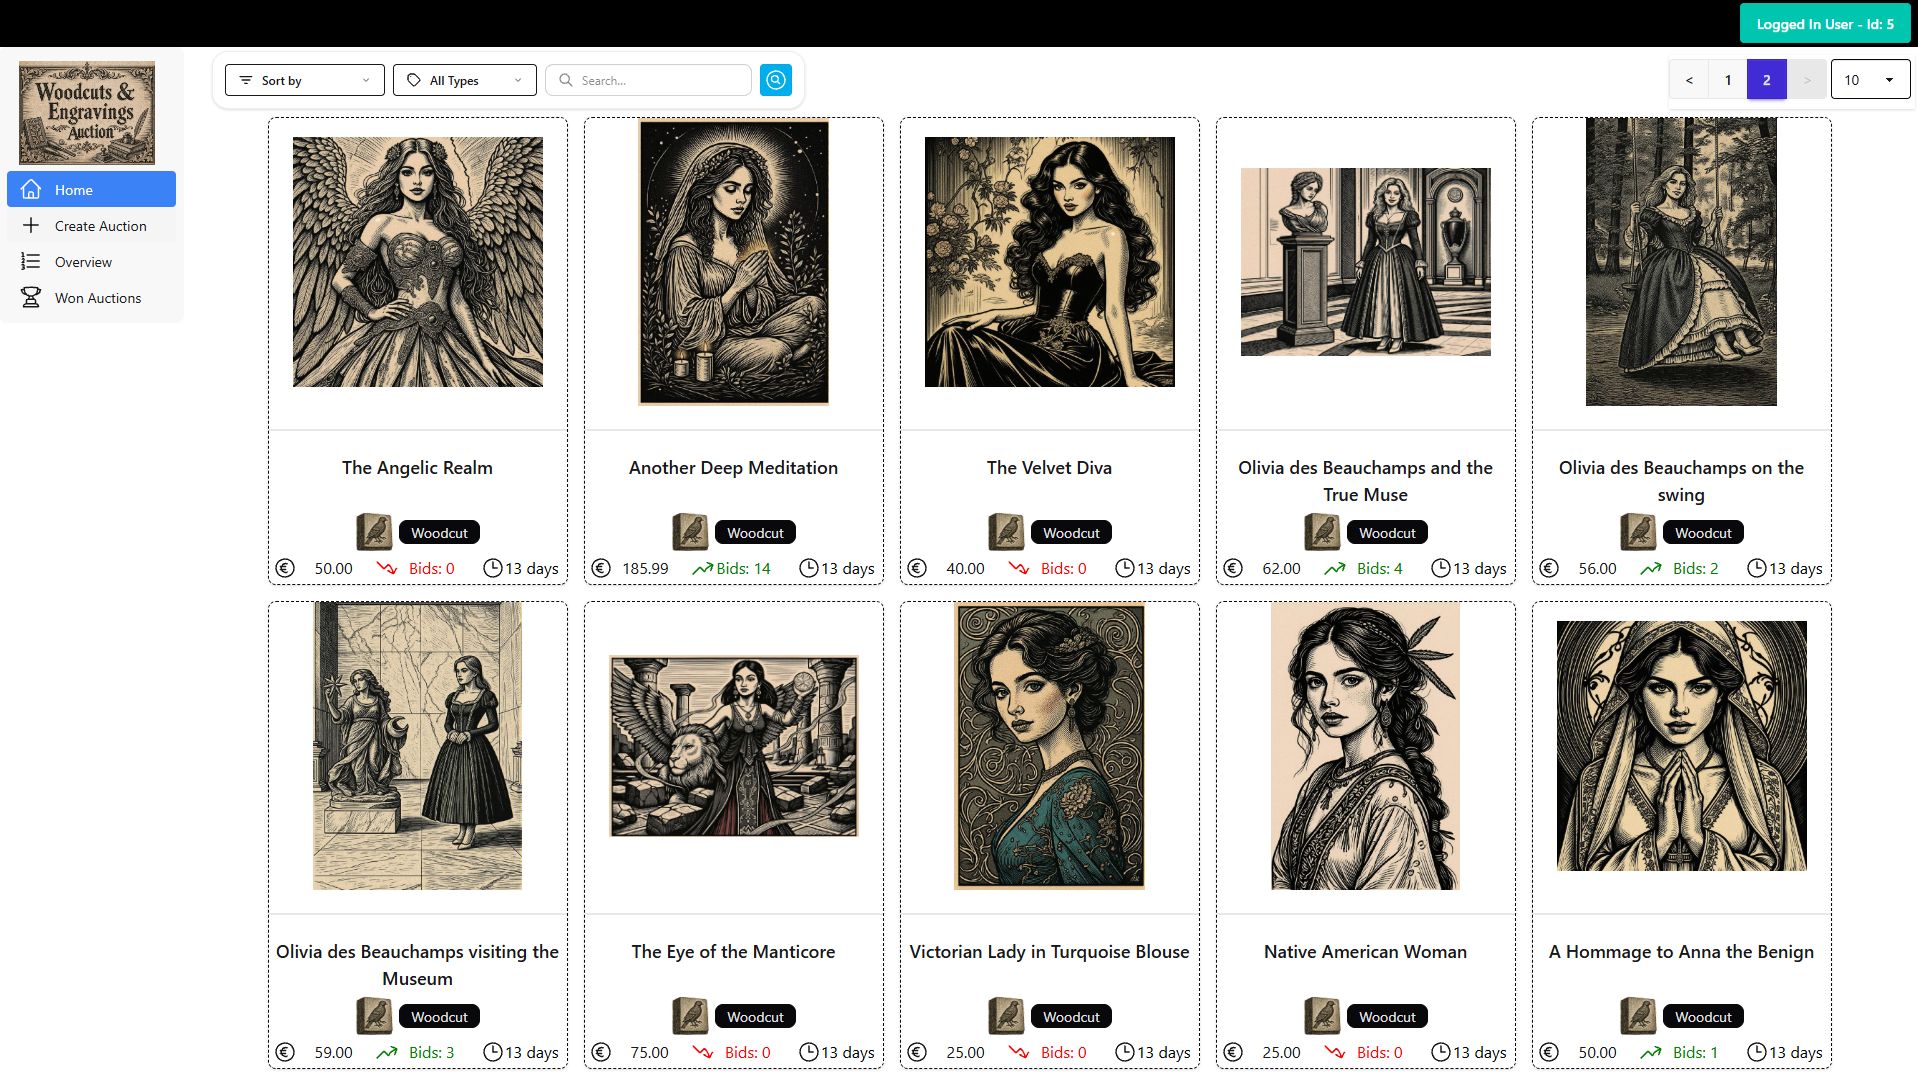 Logged In User - Id: 5
Woodcuts &
Engravings
Auction
Home
Create Auction
Overview
Won Auctions
Sort by
All Types
Search...
< 1 2 > 10
The Angelic Realm
Woodcut
50.00 Bids: 0 13 days
Another Deep Meditation
Woodcut
185.99 Bids: 14 13 days
The Velvet Diva
Woodcut
40.00 Bids: 0 13 days
Olivia des Beauchamps and the
True Muse
Woodcut
62.00 Bids: 4 13 days
Olivia des Beauchamps on the
swing
Woodcut
56.00 Bids: 2 13 days
Olivia des Beauchamps visiting the
Museum
Woodcut
59.00 Bids: 3 13 days
The Eye of the Manticore
Woodcut
75.00 Bids: 0 13 days
Victorian Lady in Turquoise Blouse
Woodcut
25.00 Bids: 0 13 days
Native American Woman
Woodcut
25.00 Bids: 0 13 days
A Hommage to Anna the Benign
Woodcut
50.00 Bids: 1 13 days